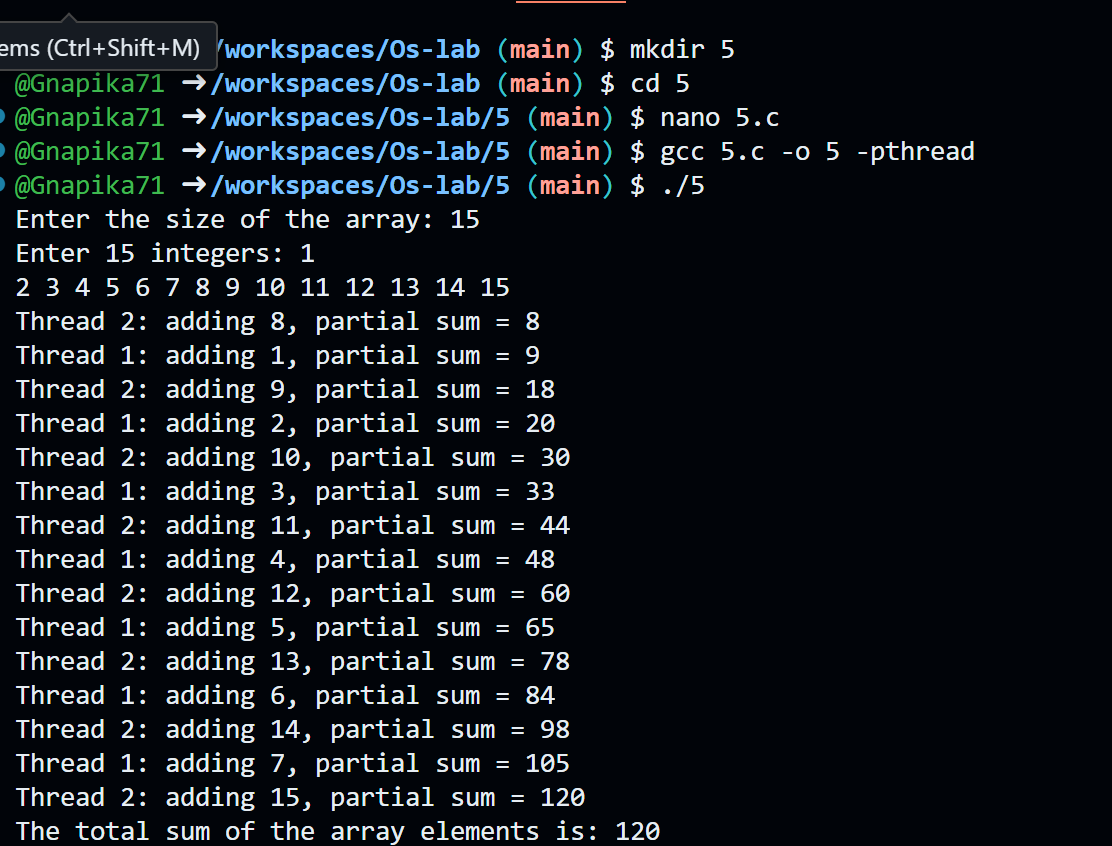 ems (Ctrl+Shift+M) /workspaces/Os-lab (main) $ mkdir 5
@Gnapika71 ➜/workspaces/Os-lab (main) $ cd 5
@Gnapika71 ➜/workspaces/Os-lab/5 (main) $ nano 5.c
@Gnapika71 ➜/workspaces/Os-lab/5 (main) $ gcc 5.c -o 5 -pthread
@Gnapika71 ➜/workspaces/Os-lab/5 (main) $ ./5
Enter the size of the array: 15
Enter 15 integers: 1
2 3 4 5 6 7 8 9 10 11 12 13 14 15
Thread 2: adding 8, partial sum = 8
Thread 1: adding 1, partial sum = 9
Thread 2: adding 9, partial sum = 18
Thread 1: adding 2, partial sum = 20
Thread 2: adding 10, partial sum = 30
Thread 1: adding 3, partial sum = 33
Thread 2: adding 11, partial sum = 44
Thread 1: adding 4, partial sum = 48
Thread 2: adding 12, partial sum = 60
Thread 1: adding 5, partial sum = 65
Thread 2: adding 13, partial sum = 78
Thread 1: adding 6, partial sum = 84
Thread 2: adding 14, partial sum = 98
Thread 1: adding 7, partial sum = 105
Thread 2: adding 15, partial sum = 120
The total sum of the array elements is: 120